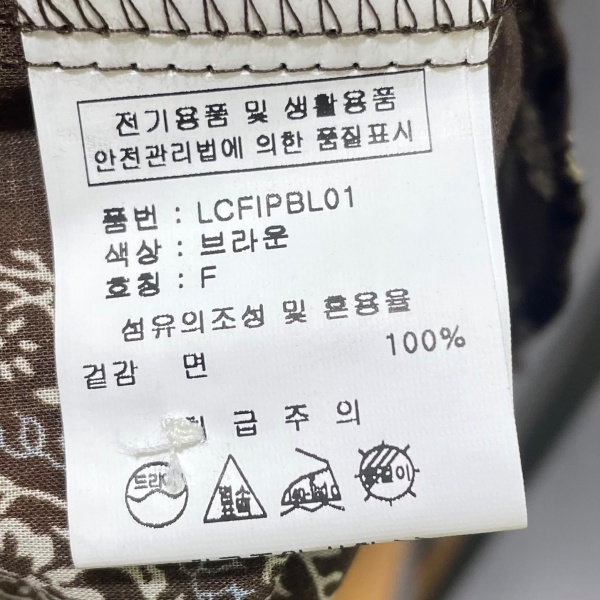 전기용품 및 생활용품
안전관리법에 의한 품질표시
품번 : LCFIPBL01
색상 : 브라운
호칭 : F
섬유의조성 및 혼용율
겉감 면 100%
급주의